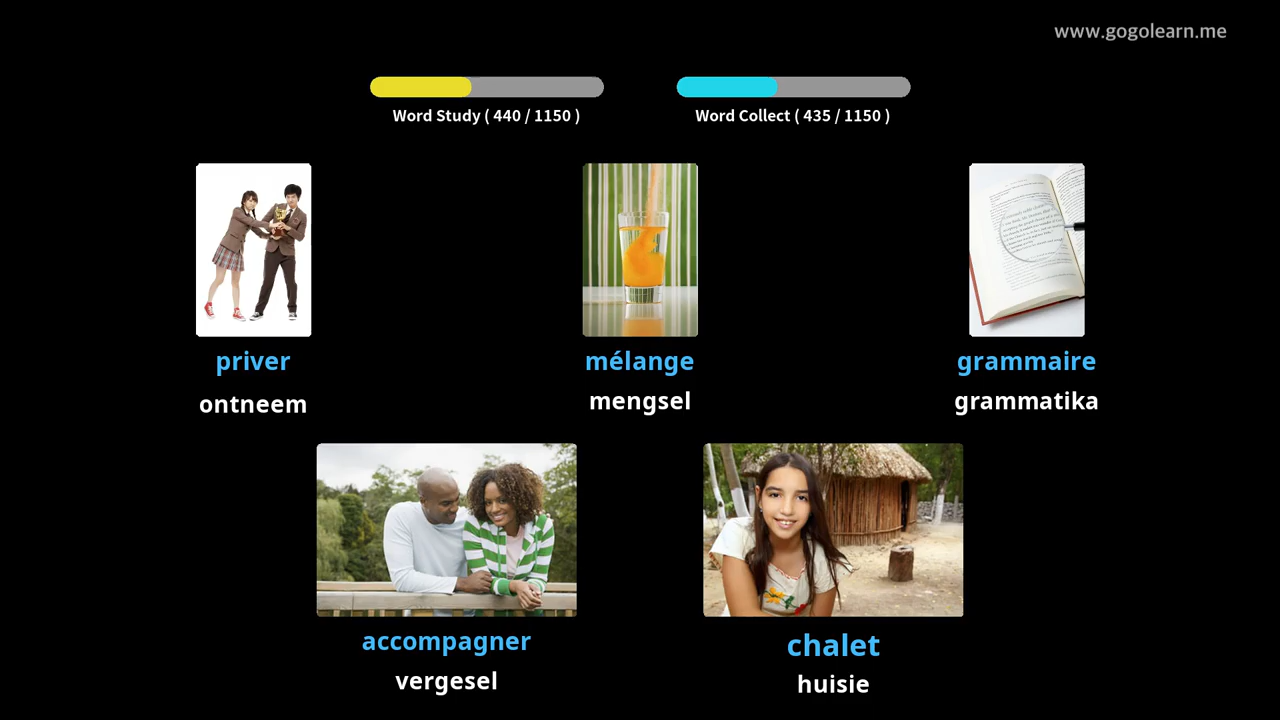 www.gogolearn.me
Word Study ( 440 / 1150 )
Word Collect ( 435 / 1150 )
priver
ontneem
mélange
mengsel
grammaire
grammatika
accompagner
vergesel
chalet
huisie